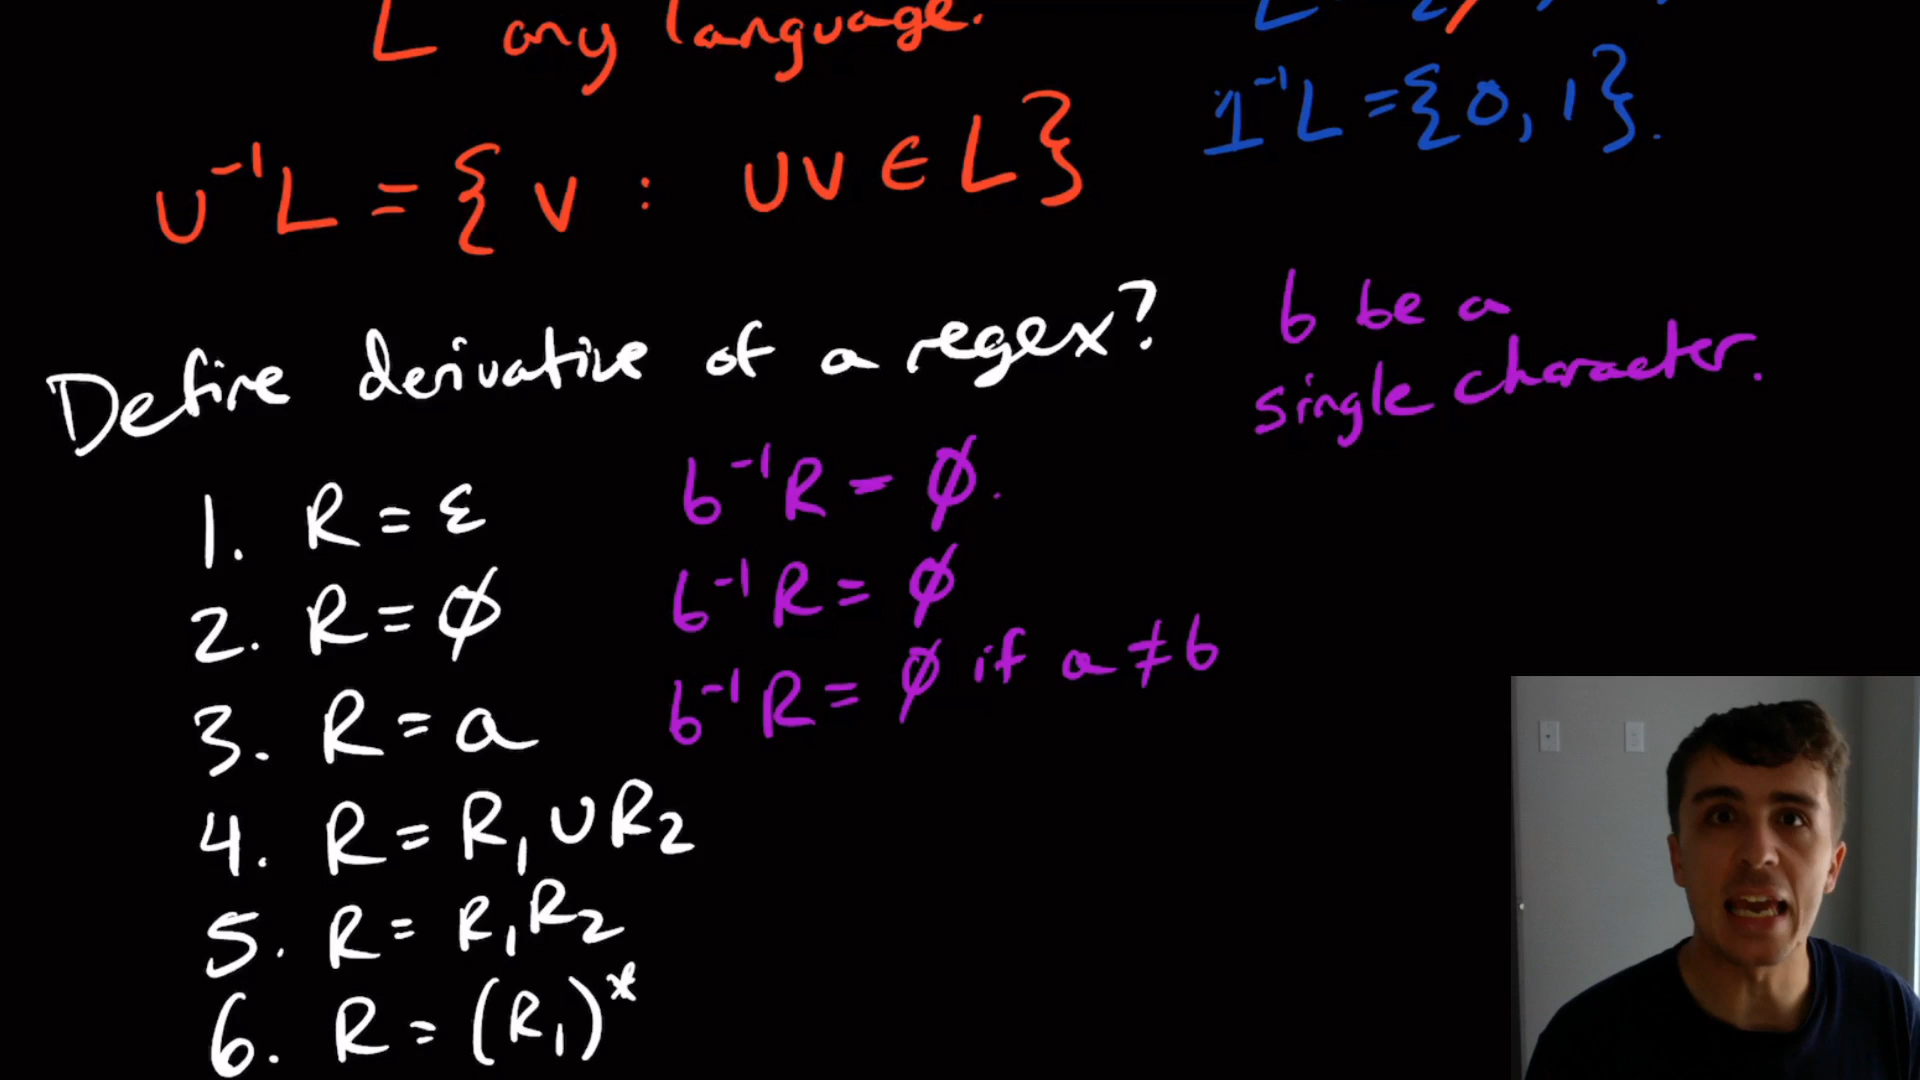 L any language.
1⁻¹L = {0, 1}.
U⁻¹L = { V : UV ∈ L}
Define derivative of a regex?
b be a
single character.
1. R = ε b⁻¹R = ∅.
2. R = ∅ b⁻¹R = ∅
3. R = a b⁻¹R = ∅ if a ≠ b
4. R = R₁ ∪ R₂
5. R = R₁R₂
6. R = (R₁)*